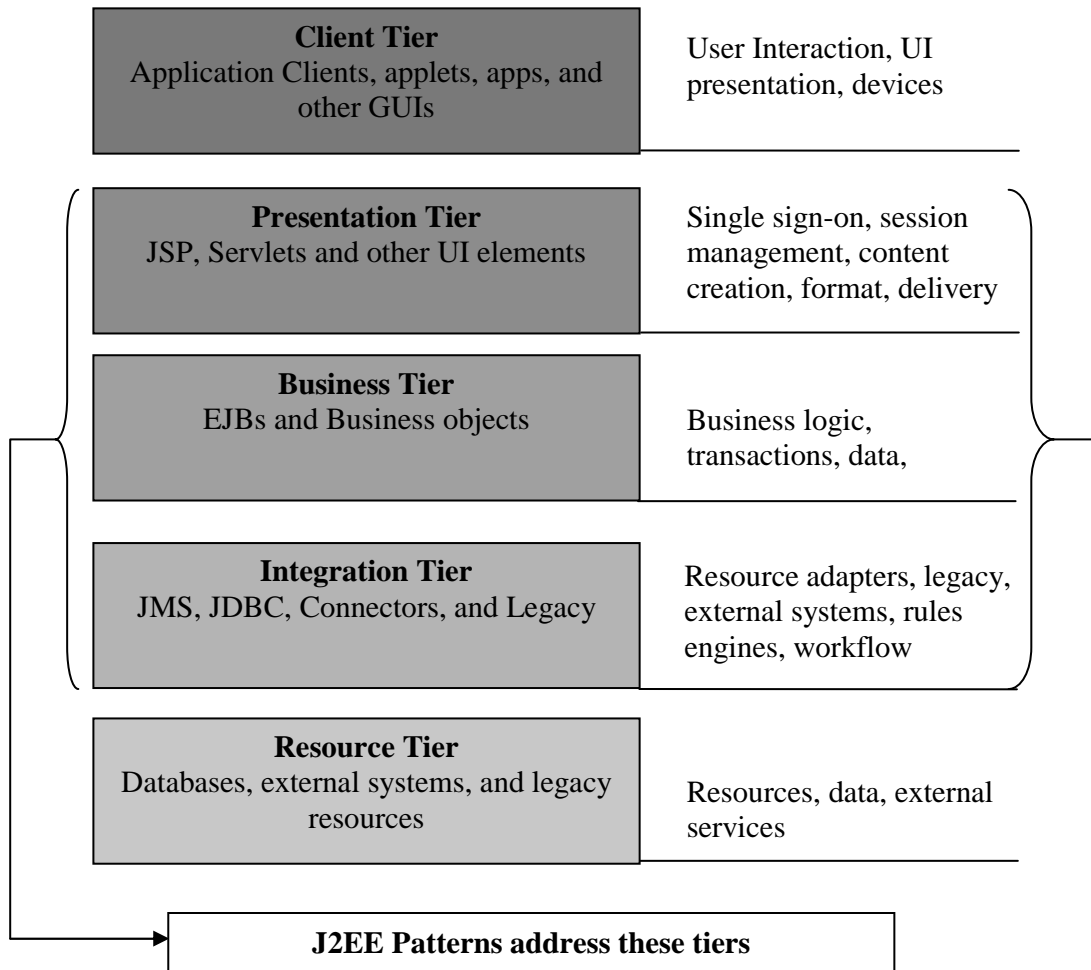 Client Tier
Application Clients, applets, apps, and
other GUIs
User Interaction, UI
presentation, devices
Presentation Tier
JSP, Servlets and other UI elements
Single sign-on, session
management, content
creation, format, delivery
Business Tier
EJBs and Business objects
Business logic,
transactions, data,
Integration Tier
JMS, JDBC, Connectors, and Legacy
Resource adapters, legacy,
external systems, rules
engines, workflow
Resource Tier
Databases, external systems, and legacy
resources
Resources, data, external
services
J2EE Patterns address these tiers